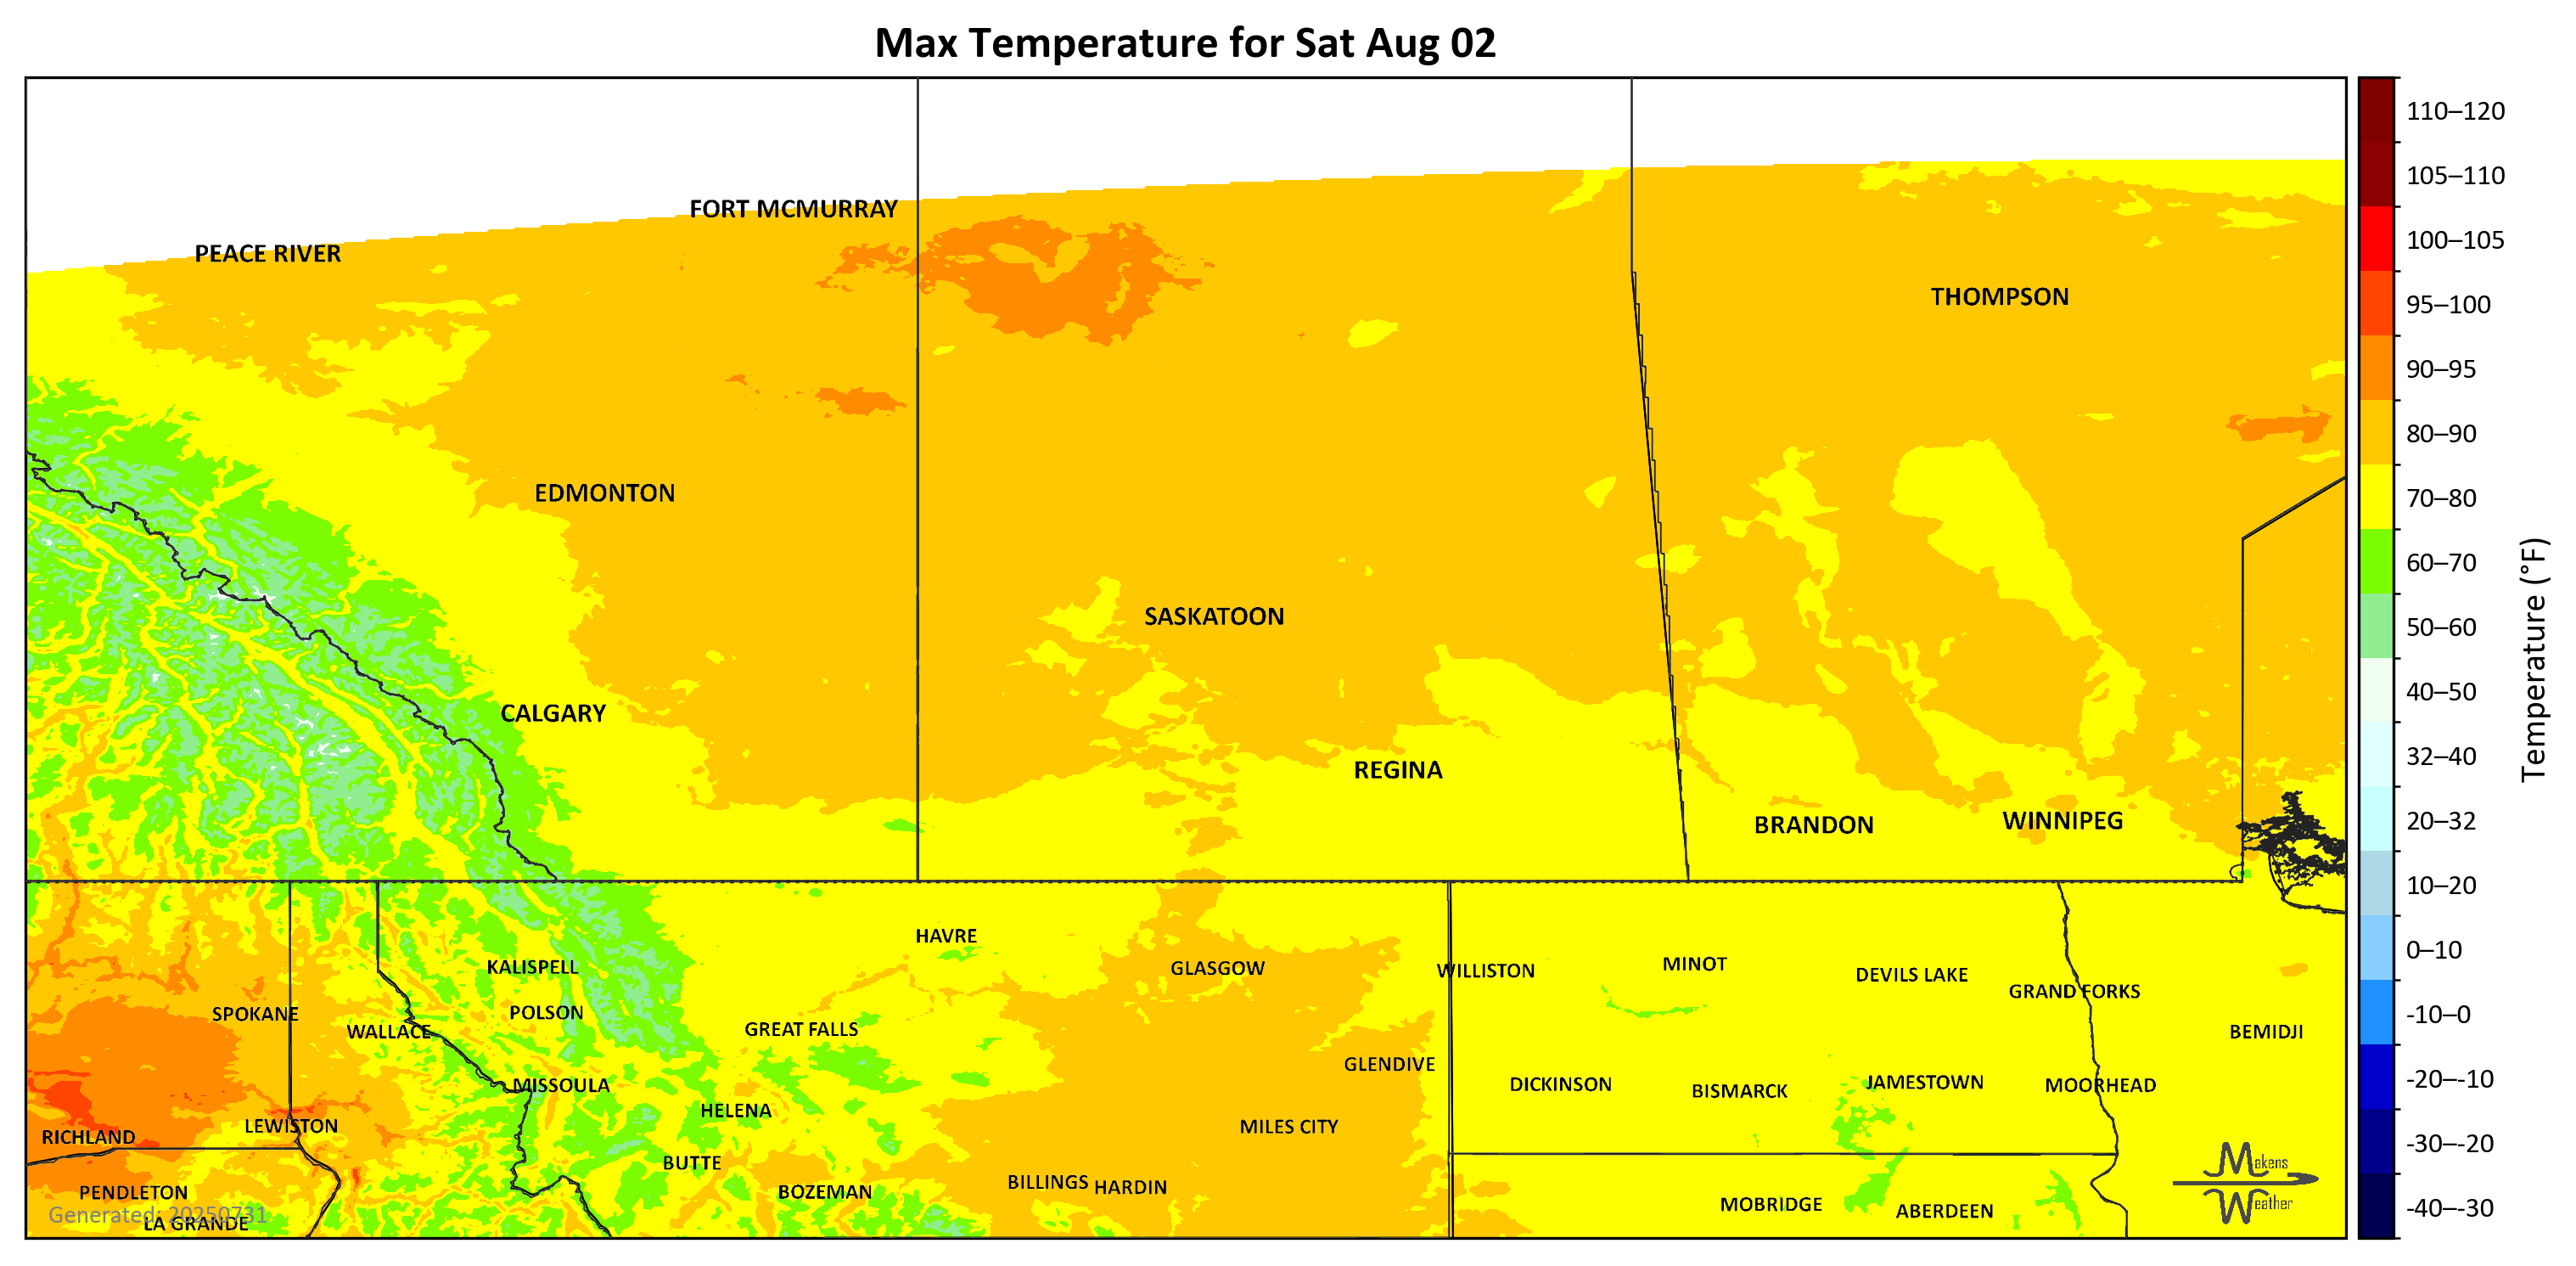 Max Temperature for Sat Aug 02
110–120
105–110
100–105
95–100
90–95
80–90
70–80
60–70
50–60
40–50
32–40
20–32
10–20
0–10
-10–0
-20–-10
-30–-20
-40–-30
Temperature (°F)
FORT MCMURRAY
PEACE RIVER
THOMPSON
EDMONTON
SASKATOON
CALGARY
REGINA
BRANDON
WINNIPEG
HAVRE
KALISPELL
GLASGOW
WILLISTON
MINOT
DEVILS LAKE
GRAND FORKS
SPOKANE
POLSON
WALLACE
GREAT FALLS
BEMIDJI
GLENDIVE
MISSOULA
DICKINSON
BISMARCK
JAMESTOWN
MOORHEAD
HELENA
LEWISTON
MILES CITY
RICHLAND
BUTTE
BILLINGS
HARDIN
PENDLETON
BOZEMAN
MOBRIDGE
ABERDEEN
LA GRANDE
Generated: 20250731
Makens
Weather